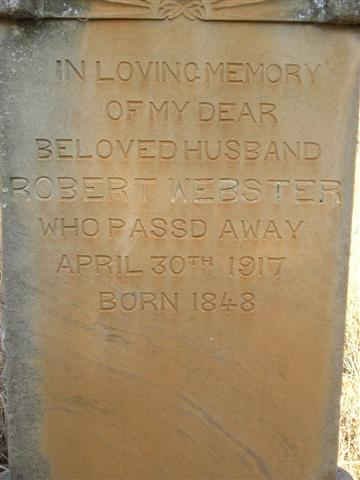 IN LOVING MEMORY
OF MY DEAR
BELOVED HUSBAND
ROBERT WEBSTER
WHO PASSD AWAY
APRIL 30TH 1917
BORN 1848